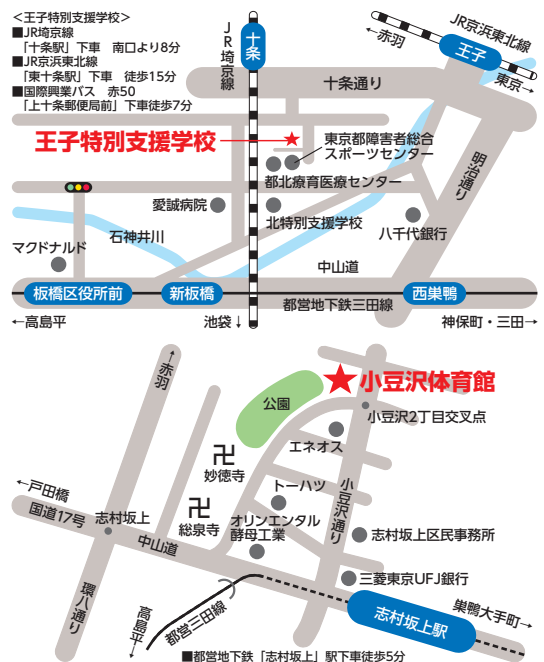 <王子特別支援学校>
■JR埼京線
「十条駅」下車 南口より8分
■JR京浜東北線
「東十条駅」下車 徒歩15分
■国際興業バス 赤50
「上十条郵便局前」下車徒歩7分
JR埼京線
十条
JR京浜東北線
←赤羽
王子
東京→
十条通り
王子特別支援学校
東京都障害者総合
スポーツセンター
明治通り
都北療育医療センター
愛誠病院
北特別支援学校
八千代銀行
石神井川
マクドナルド
中山道
板橋区役所前
新板橋
西巣鴨
都営地下鉄三田線
←高島平
池袋↓
神保町・三田→
←赤羽
小豆沢体育館
公園
小豆沢2丁目交叉点
エネオス
卍
妙徳寺
←戸田橋
国道17号
志村坂上
卍
総泉寺
トーハツ
小豆沢通り
オリンエンタル
酵母工業
志村坂上区民事務所
中山道
三菱東京UFJ銀行
環八通り
高島平←
都営三田線
志村坂上駅
巣鴨大手町→
■都営地下鉄「志村坂上」駅下車徒歩5分